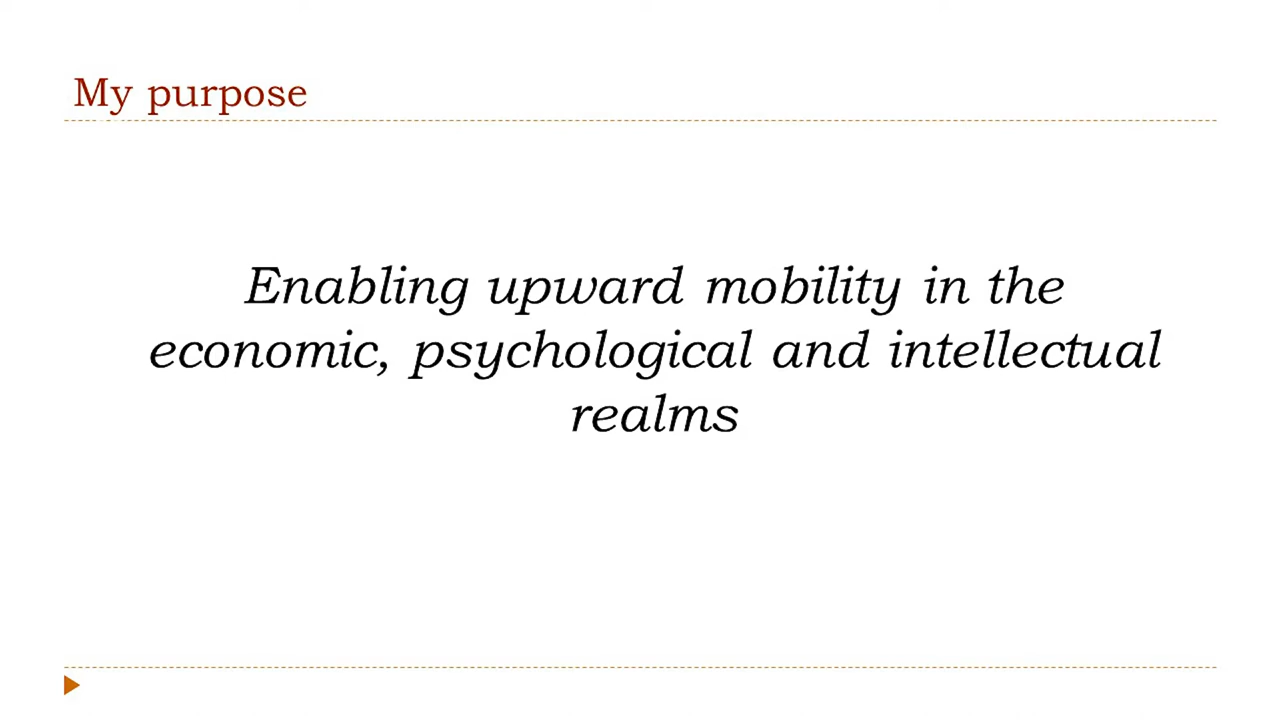 My purpose
Enabling upward mobility in the
economic, psychological and intellectual
realms